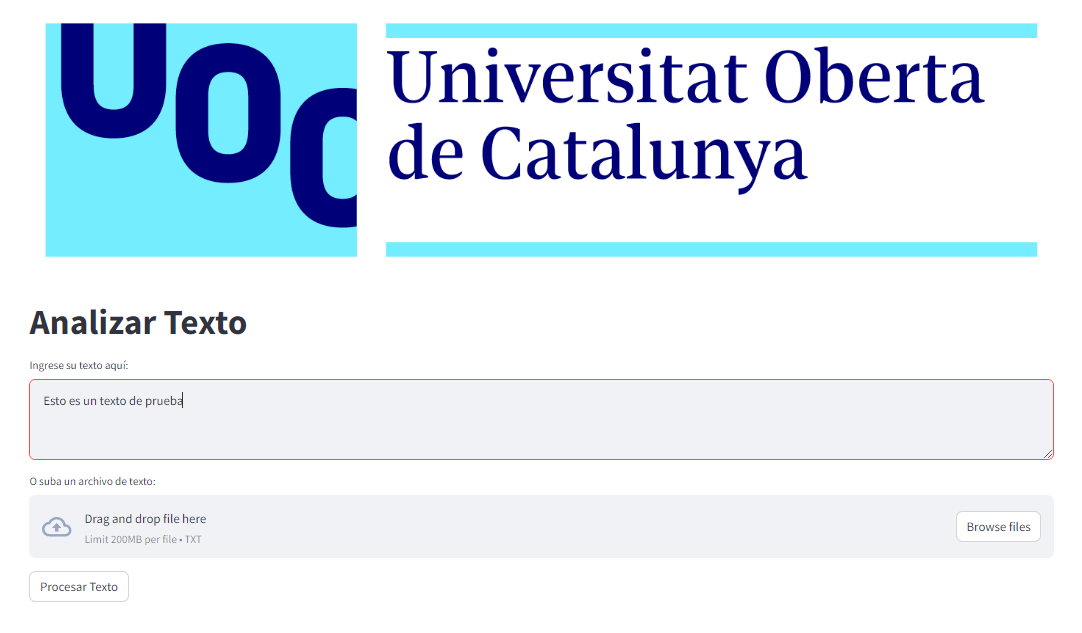 UOC
Universitat Oberta
de Catalunya
Analizar Texto
Ingrese su texto aquí:
Esto es un texto de prueba
O suba un archivo de texto:
Drag and drop file here
Limit 200MB per file • TXT
Browse files
Procesar Texto